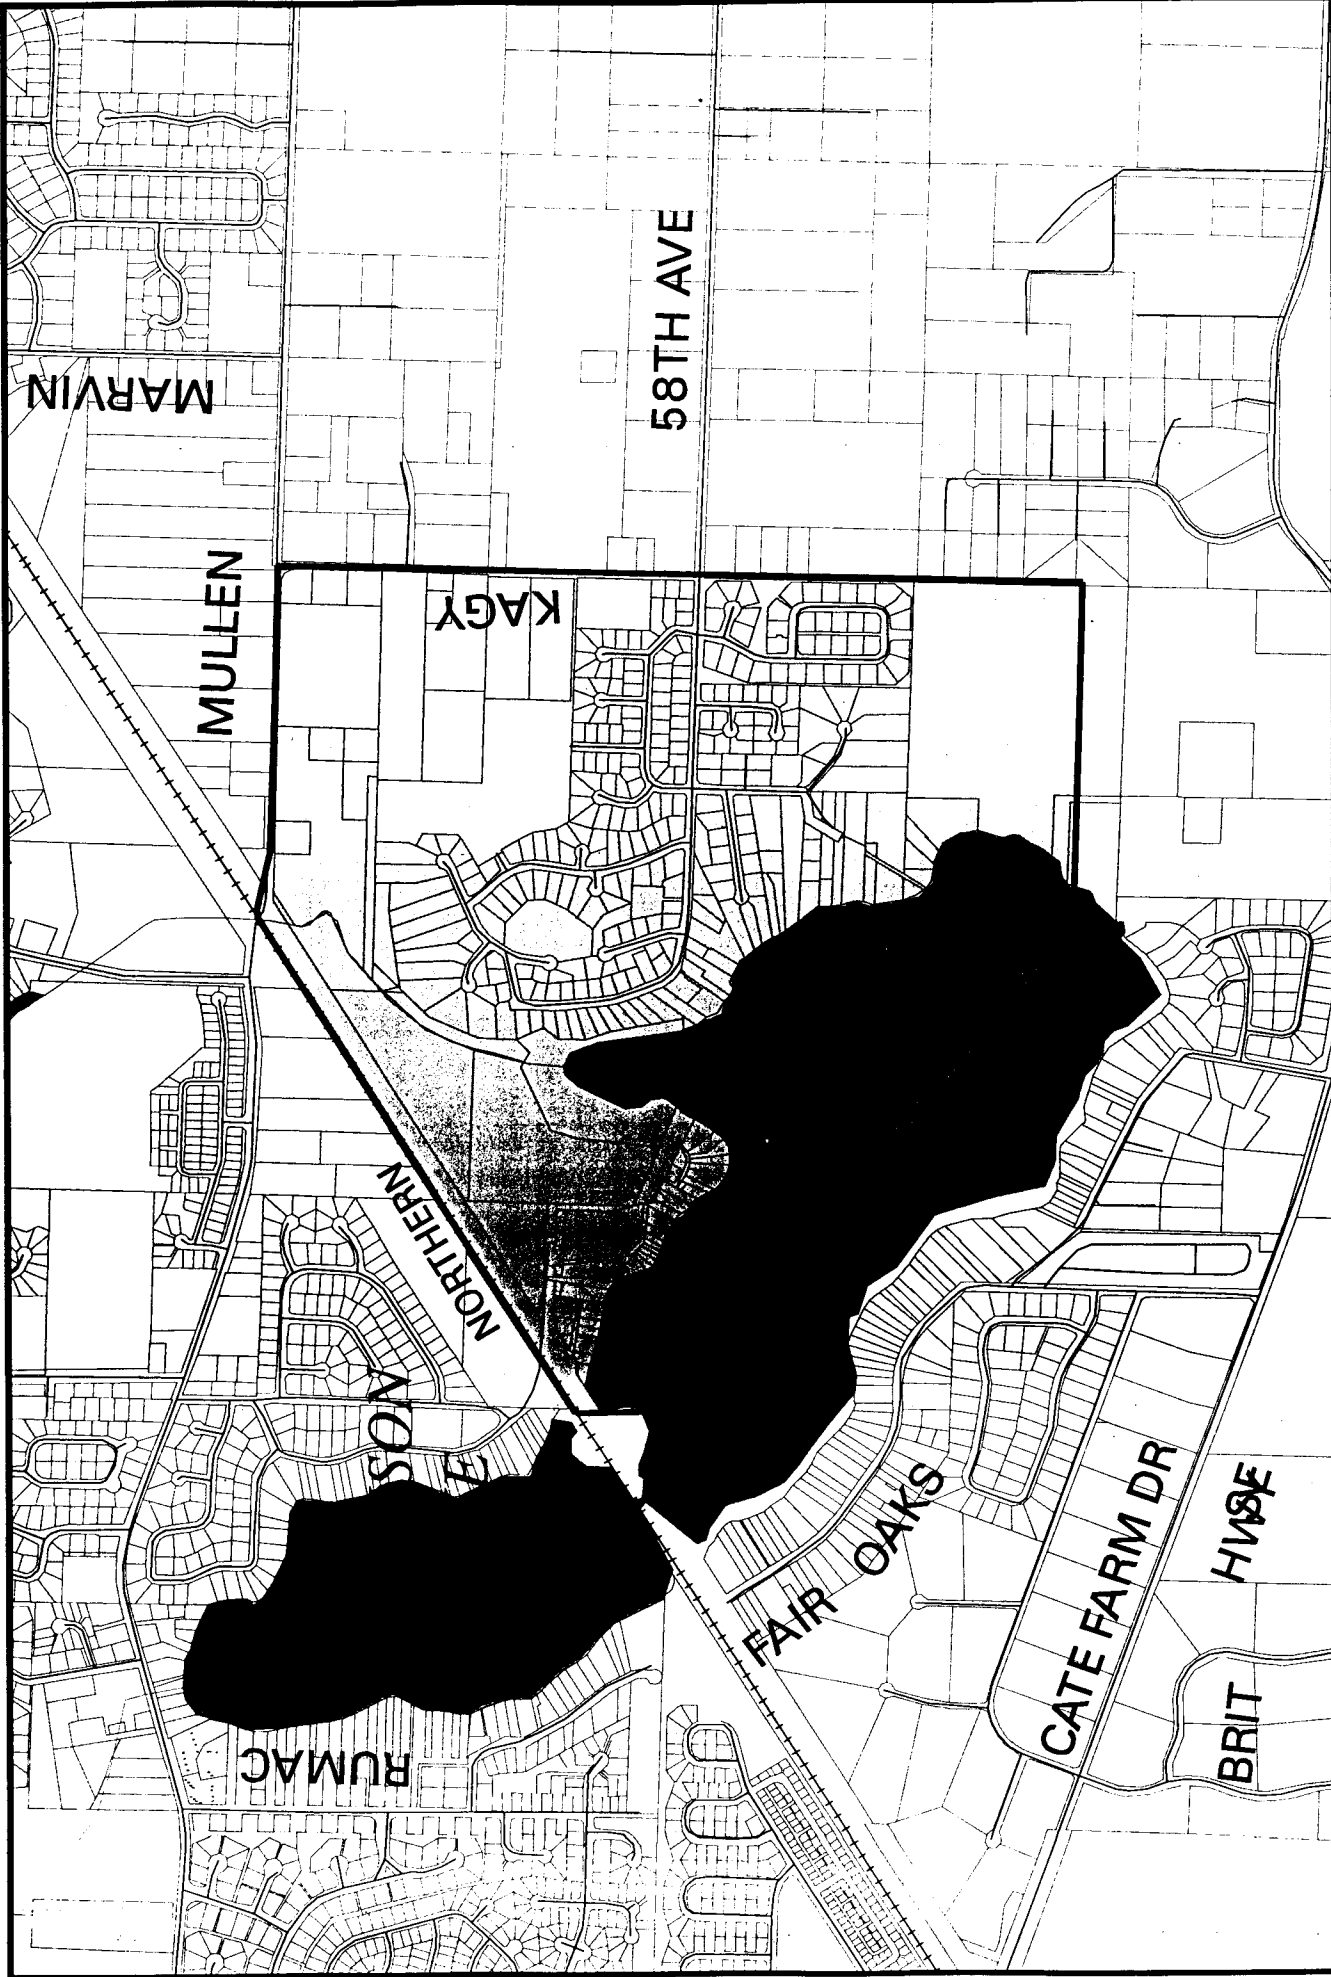 MARVIN
58TH AVE
MULLEN
KAGY
NORTHERN
SON
FAIR OAKS
CATE FARM DR
RUMAC
BRIT